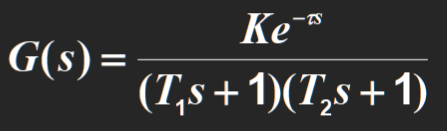 G(s) = Ke^{-τs} / ((T₁s + 1)(T₂s + 1))